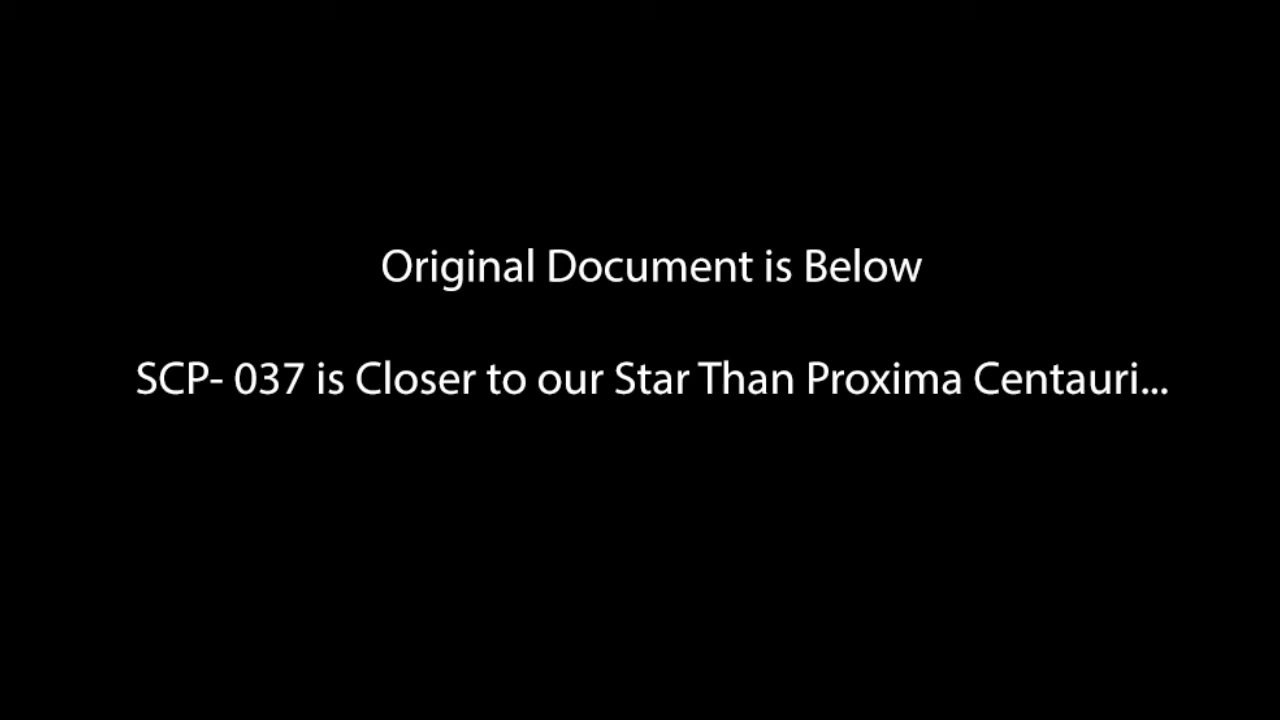 Original Document is Below
SCP- 037 is Closer to our Star Than Proxima Centauri...